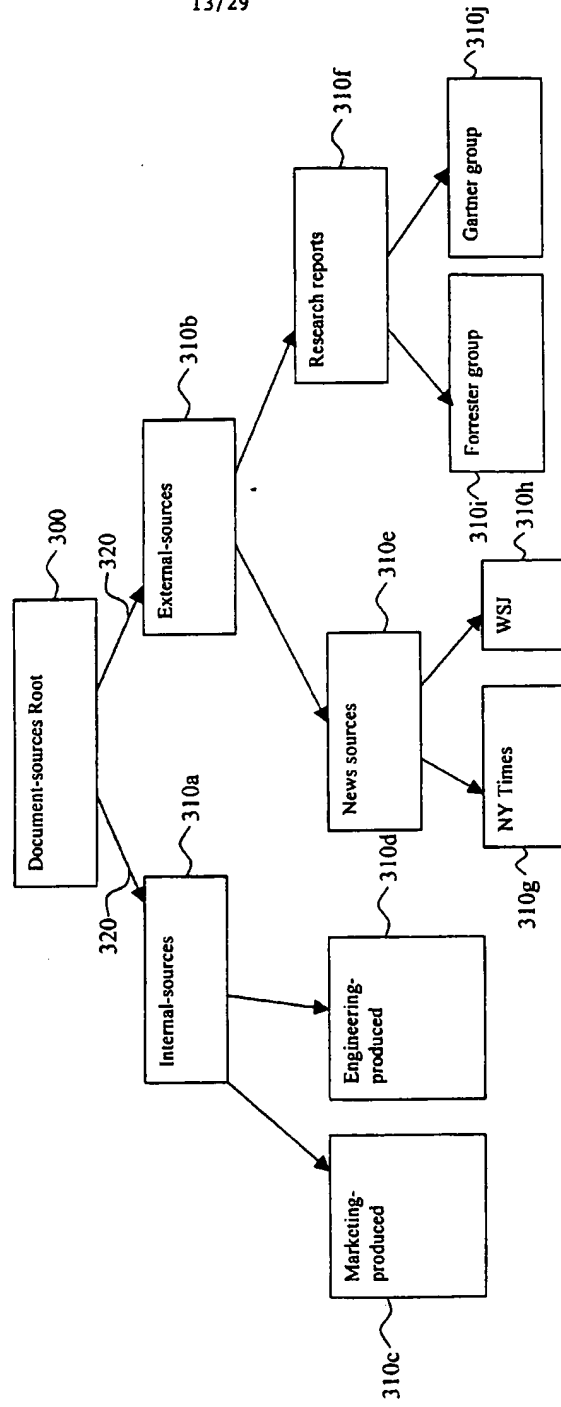 13/29
Document-sources Root
300
320
320
Internal-sources
310a
External-sources
310b
Marketing-
produced
310c
Engineering-
produced
310d
News sources
310e
Research reports
310f
NY Times
310g
WSJ
310h
Forrester group
310i
Gartner group
310j